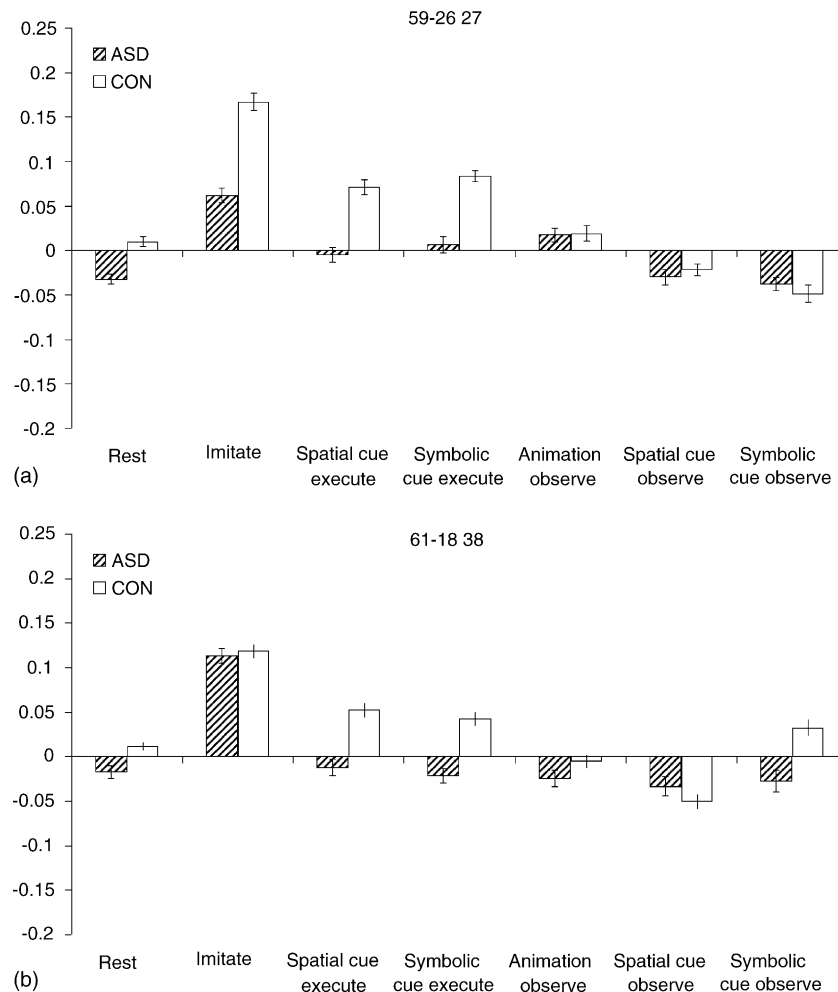 59-26 27
0.25
ASD
0.2
CON
0.15
0.1
0.05
0
-0.05
-0.1
-0.15
-0.2
Rest
Imitate
Spatial cue
execute
Symbolic
cue execute
Animation
observe
Spatial cue
observe
Symbolic
cue observe
(a)
61-18 38
0.25
ASD
0.2
CON
0.15
0.1
0.05
0
-0.05
-0.1
-0.15
-0.2
Rest
Imitate
Spatial cue
execute
Symbolic
cue execute
Animation
observe
Spatial cue
observe
Symbolic
cue observe
(b)